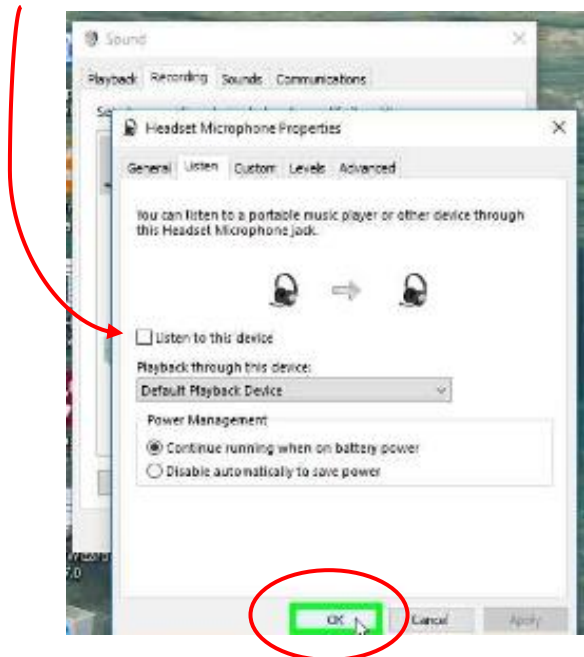 Sound
Playback Recording Sounds Communications
Headset Microphone Properties
General Listen Custom Levels Advanced
You can listen to a portable music player or other device through
this Headset Microphone jack.
Listen to this device
Playback through this device:
Default Playback Device
Power Management
Continue running when on battery power
Disable automatically to save power
OK Cancel Apply